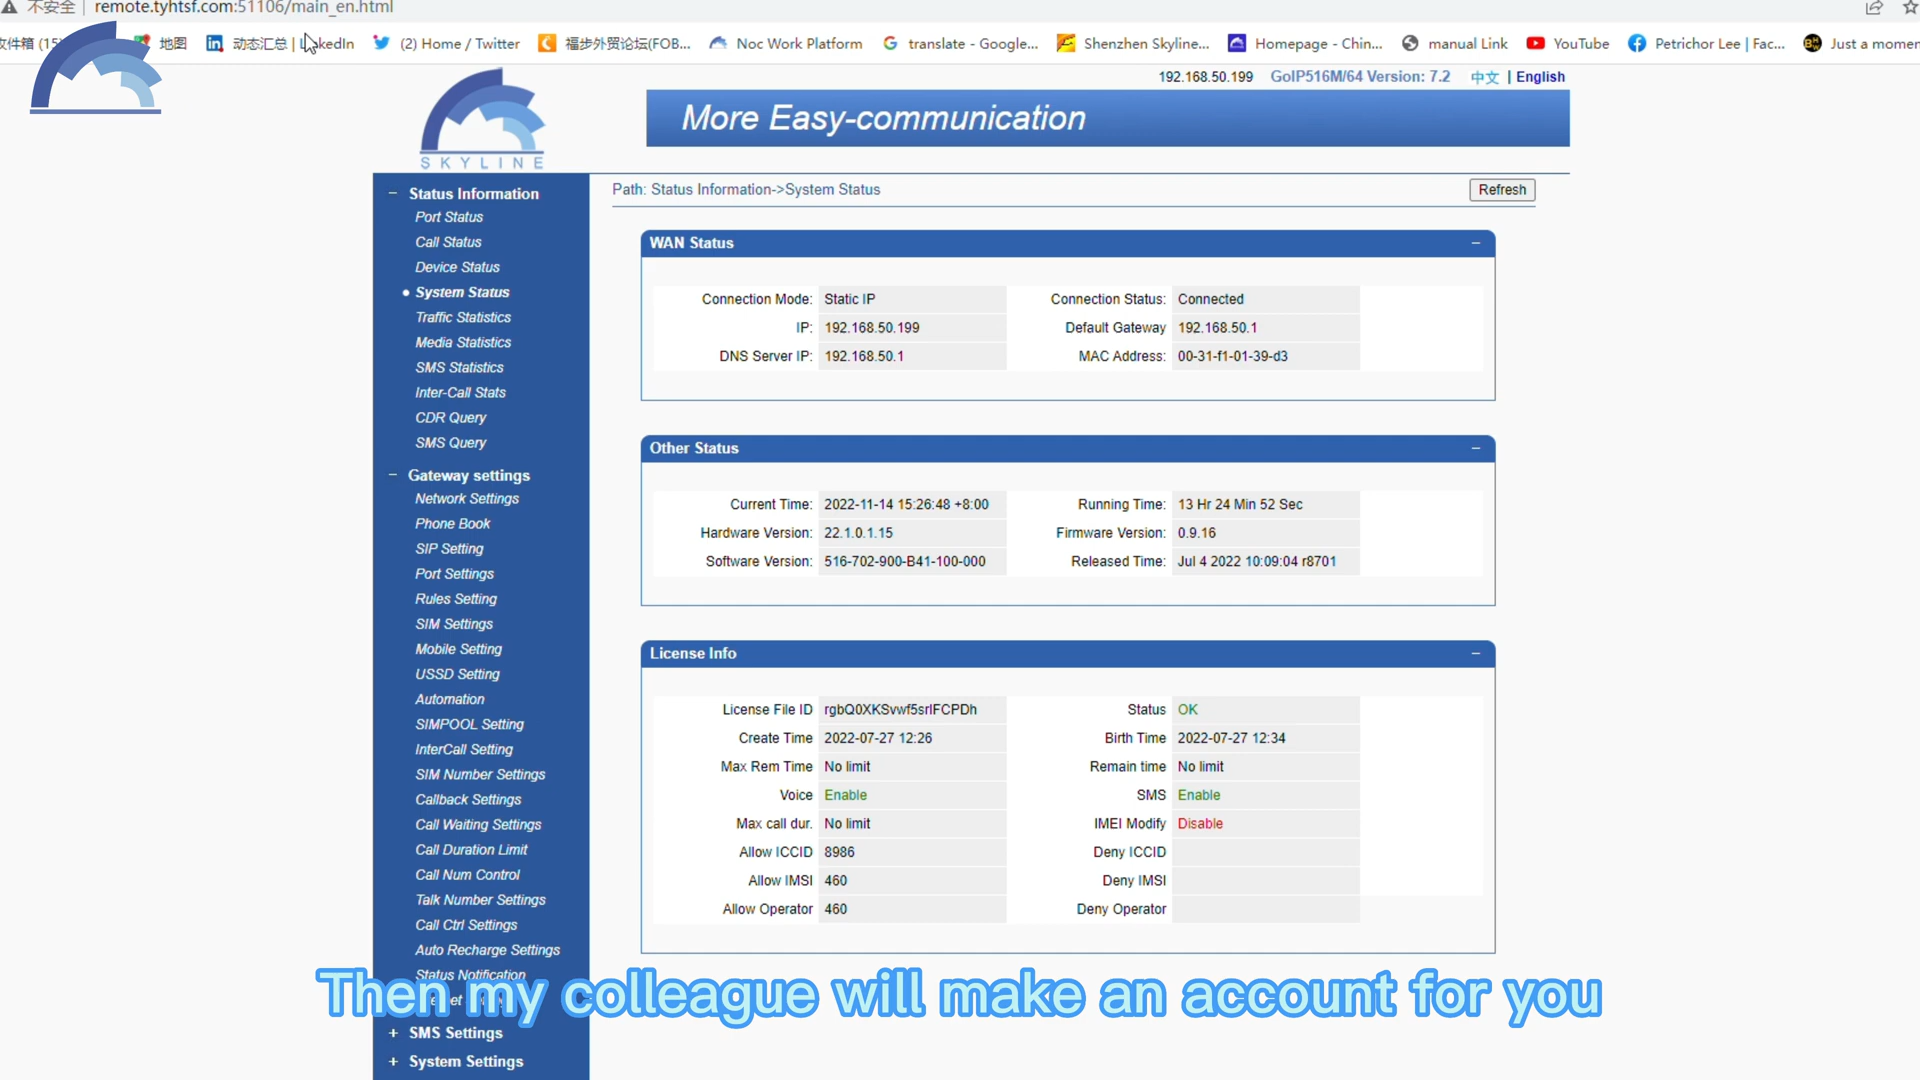 不安全 | remote.tyhtsf.com:51106/main_en.html
地图
动态汇总 | LinkedIn
(2) Home / Twitter
福步外贸论坛(FOB...
Noc Work Platform
translate - Google...
Shenzhen Skyline...
Homepage - Chin...
manual Link
YouTube
Petrichor Lee | Fac...
192.168.50.199 GoIP516M/64 Version: 7.2 中文 | English
More Easy-communication
SKYLINE
Path: Status Information->System Status
Refresh
− Status Information
Port Status
Call Status
Device Status
• System Status
Traffic Statistics
Media Statistics
SMS Statistics
Inter-Call Stats
CDR Query
SMS Query
− Gateway settings
Network Settings
Phone Book
SIP Setting
Port Settings
Rules Setting
SIM Settings
Mobile Setting
USSD Setting
Automation
SIMPOOL Setting
InterCall Setting
SIM Number Settings
Callback Settings
Call Waiting Settings
Call Duration Limit
Call Num Control
Talk Number Settings
Call Ctrl Settings
Auto Recharge Settings
Status Notification
+ SMS Settings
+ System Settings
WAN Status −
Connection Mode: Static IP Connection Status: Connected
IP: 192.168.50.199 Default Gateway 192.168.50.1
DNS Server IP: 192.168.50.1 MAC Address: 00-31-f1-01-39-d3
Other Status −
Current Time: 2022-11-14 15:26:48 +8:00 Running Time: 13 Hr 24 Min 52 Sec
Hardware Version: 22.1.0.1.15 Firmware Version: 0.9.16
Software Version: 516-702-900-B41-100-000 Released Time: Jul 4 2022 10:09:04 r8701
License Info −
License File ID rgbQ0XKSvwf5srlFCPDh Status OK
Create Time 2022-07-27 12:26 Birth Time 2022-07-27 12:34
Max Rem Time No limit Remain time No limit
Voice Enable SMS Enable
Max call dur. No limit IMEI Modify Disable
Allow ICCID 8986 Deny ICCID
Allow IMSI 460 Deny IMSI
Allow Operator 460 Deny Operator
Then my colleague will make an account for you